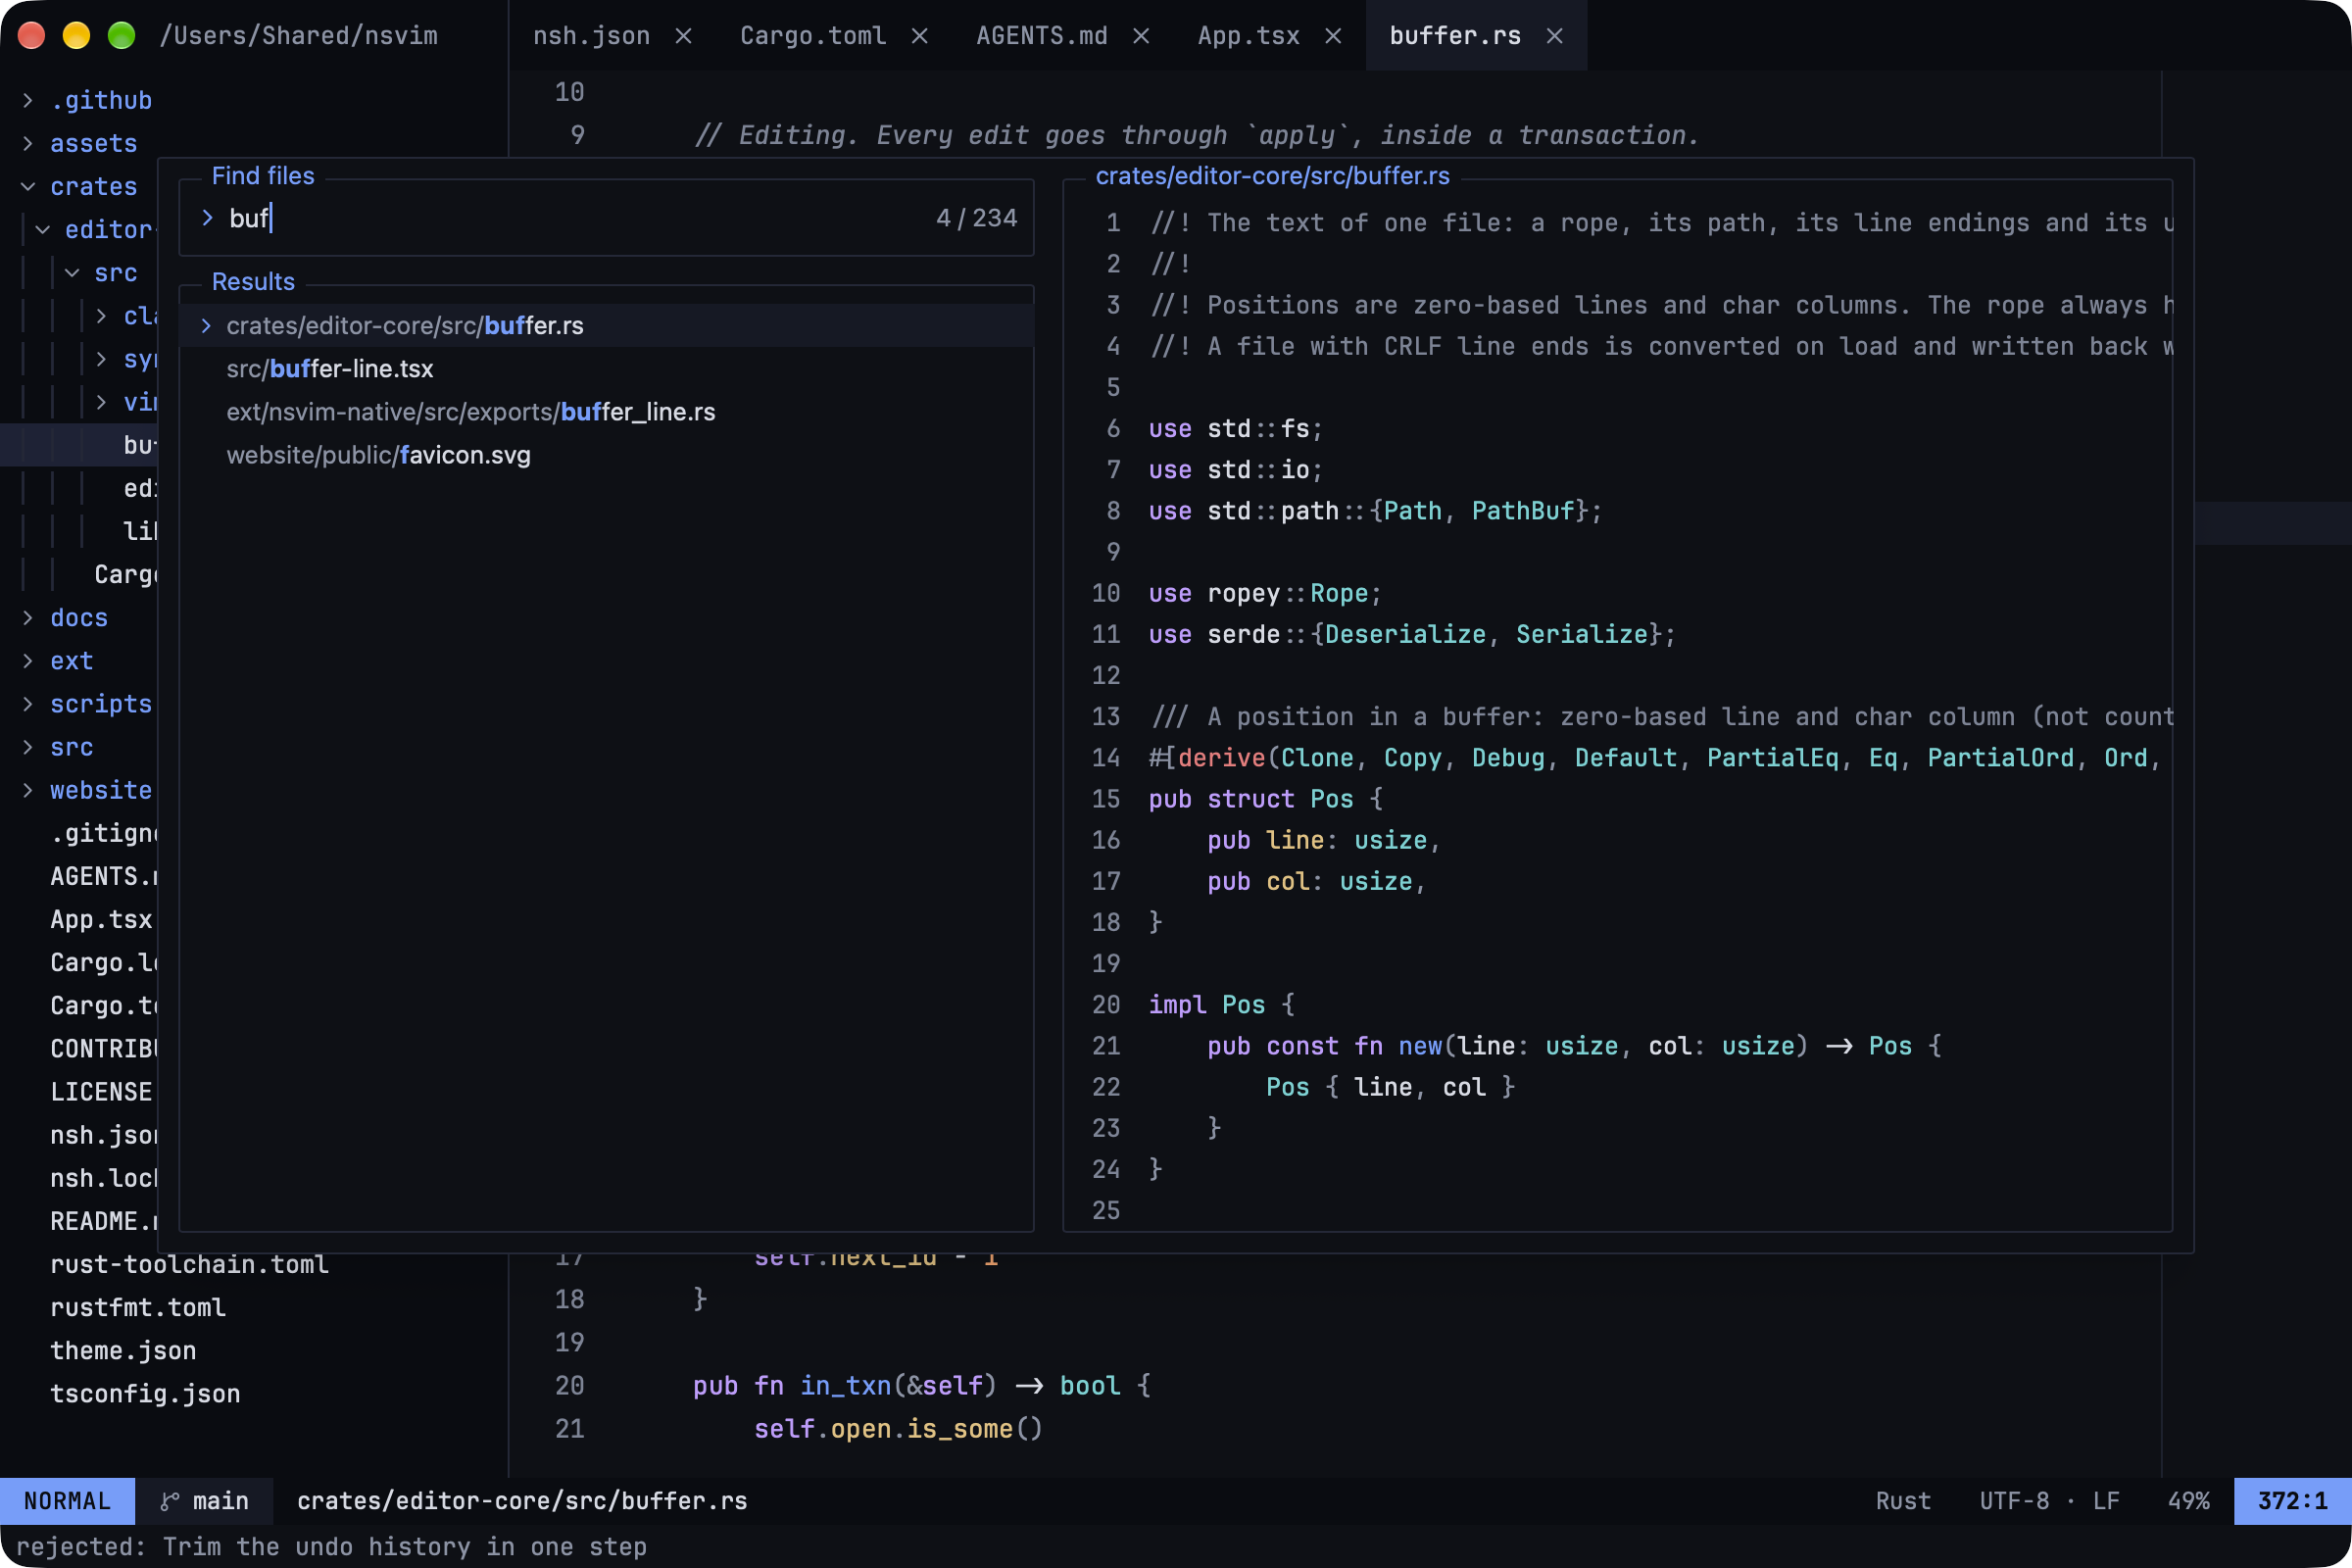 /Users/Shared/nsvim
nsh.json
Cargo.toml
AGENTS.md
App.tsx
buffer.rs
.github
assets
crates
src
docs
ext
scripts
src
website
App.tsx
LICENSE
rust-toolchain.toml
rustfmt.toml
theme.json
tsconfig.json
10
9 // Editing. Every edit goes through `apply`, inside a transaction.
Find files
> buf 4 / 234
Results
> crates/editor-core/src/buffer.rs
src/buffer-line.tsx
ext/nsvim-native/src/exports/buffer_line.rs
website/public/favicon.svg
crates/editor-core/src/buffer.rs
1 //! The text of one file: a rope, its path, its line endings and its
2 //!
3 //! Positions are zero-based lines and char columns. The rope always
4 //! A file with CRLF line ends is converted on load and written back
5
6 use std::fs;
7 use std::io;
8 use std::path::{Path, PathBuf};
9
10 use ropey::Rope;
11 use serde::{Deserialize, Serialize};
12
13 /// A position in a buffer: zero-based line and char column (not count
14 #[derive(Clone, Copy, Debug, Default, PartialEq, Eq, PartialOrd, Ord,
15 pub struct Pos {
16 pub line: usize,
17 pub col: usize,
18 }
19
20 impl Pos {
21 pub const fn new(line: usize, col: usize) -> Pos {
22 Pos { line, col }
23 }
24 }
25
17 self.next_id - 1
18 }
19
20 pub fn in_txn(&self) -> bool {
21 self.open.is_some()
NORMAL
main
crates/editor-core/src/buffer.rs
Rust
UTF-8 · LF
49%
372:1
rejected: Trim the undo history in one step